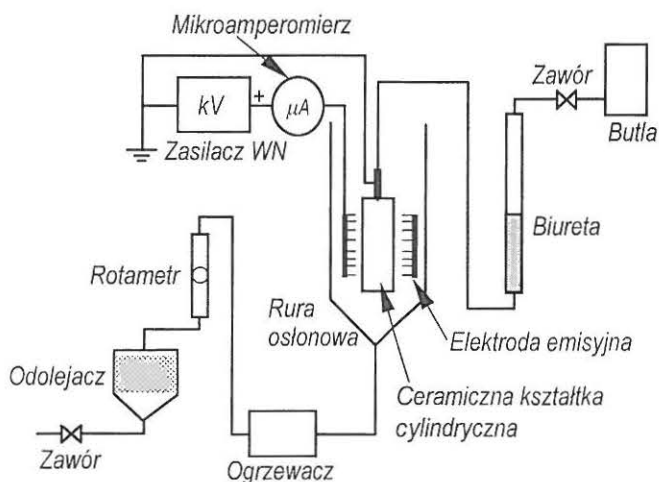 Mikroamperomierz
kV
+
μA
Zasilacz WN
Zawór
Butla
Biureta
Rotametr
Rura
osłonowa
Elektroda emisyjna
Odolejacz
Ceramiczna kształtka
cylindryczna
Zawór
Ogrzewacz